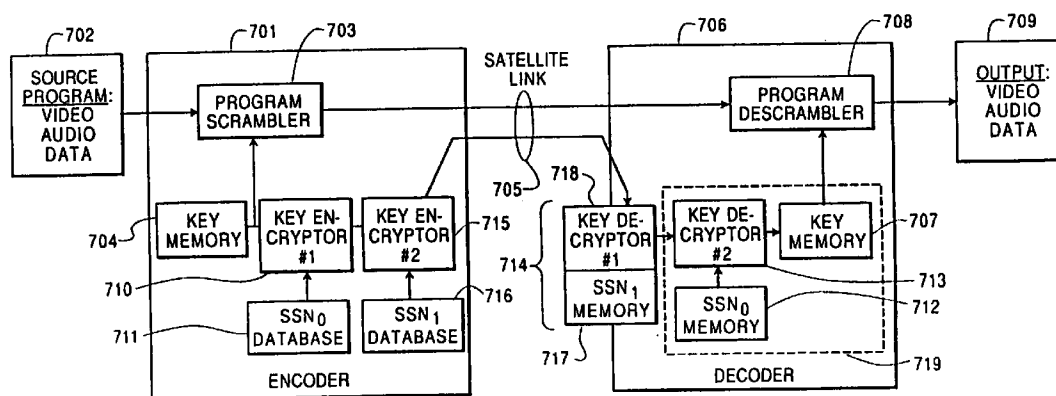 702
SOURCE
PROGRAM:
VIDEO
AUDIO
DATA
701
703
PROGRAM
SCRAMBLER
704
KEY
MEMORY
KEY EN-
CRYPTOR
#1
710
KEY EN-
CRYPTOR
#2
715
SSN0
DATABASE
711
SSN1
DATABASE
716
ENCODER
SATELLITE
LINK
705
706
708
PROGRAM
DESCRAMBLER
709
OUTPUT:
VIDEO
AUDIO
DATA
718
714
KEY DE-
CRYPTOR
#1
SSN1
MEMORY
717
KEY DE-
CRYPTOR
#2
713
KEY
MEMORY
707
SSN0
MEMORY
712
719
DECODER